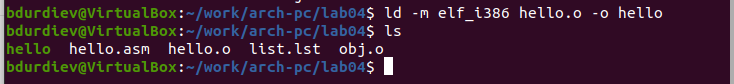 bdurdiev@VirtualBox:~/work/arch-pc/lab04$ ld -m elf_i386 hello.o -o hello
bdurdiev@VirtualBox:~/work/arch-pc/lab04$ ls
hello  hello.asm  hello.o  list.lst  obj.o
bdurdiev@VirtualBox:~/work/arch-pc/lab04$